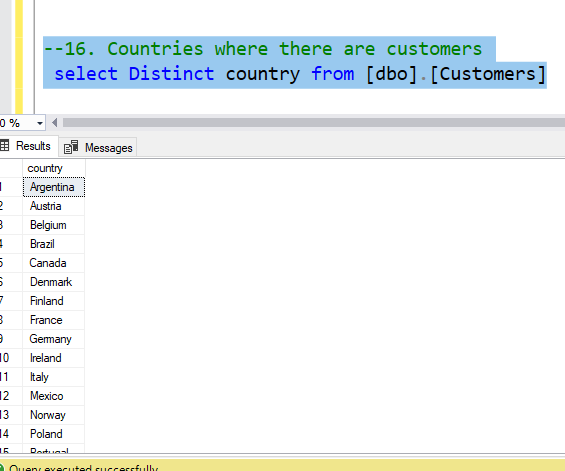 --16. Countries where there are customers
select Distinct country from [dbo].[Customers]
0 %
Results Messages
country
1 Argentina
2 Austria
3 Belgium
4 Brazil
5 Canada
6 Denmark
7 Finland
8 France
9 Germany
10 Ireland
11 Italy
12 Mexico
13 Norway
14 Poland
15 Portugal
Query executed successfully